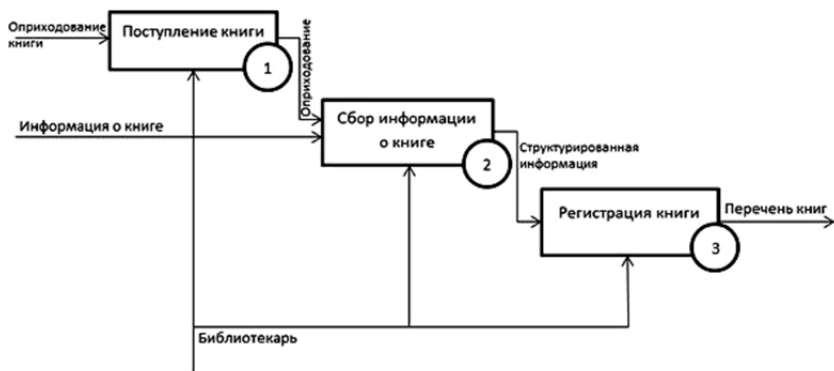 Оприходование
книги
Поступление книги
1
Оприходование
Информация о книге
Сбор информации
о книге
2
Структурированная
информация
Регистрация книги
3
Перечень книг
Библиотекарь